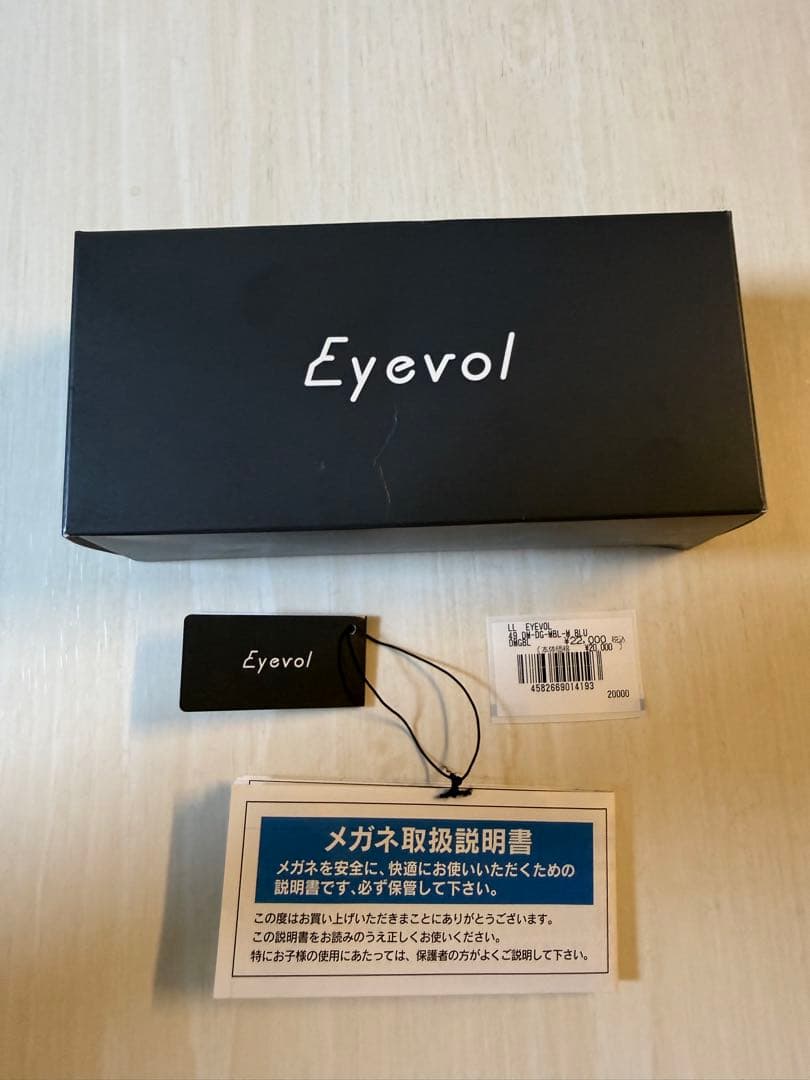 Eyevol
Eyevol
LL EYEVOL
49 DM-DG-MBL-M.BLU
DMGBL ¥22,000 税込
(本体価格 ¥20,000 )
4582669014193
20000
メガネ取扱説明書
メガネを安全に、快適にお使いいただくための
説明書です、必ず保管して下さい。
この度はお買い上げいただきまことにありがとうございます。
この説明書をお読みのうえ正しくお使いください。
特にお子様の使用にあたっては、保護者の方がよくご説明して下さい。